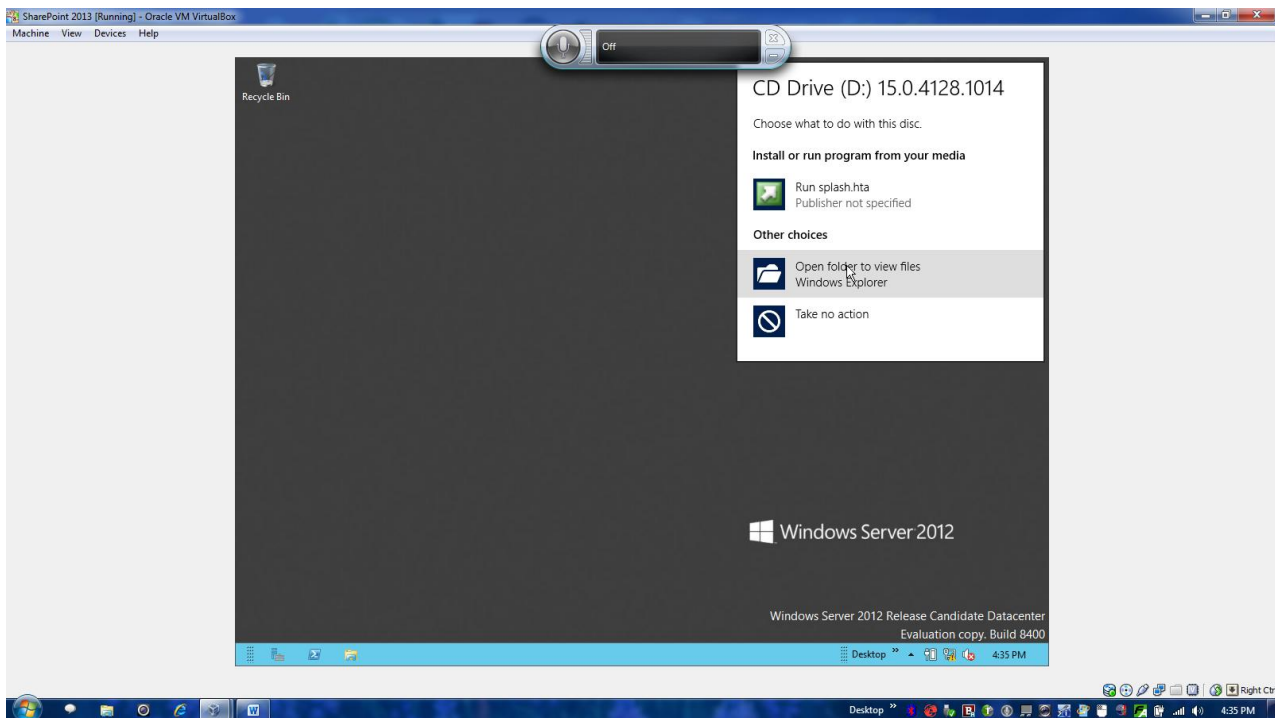 SharePoint 2013 [Running] - Oracle VM VirtualBox
Machine View Devices Help
Off
Recycle Bin
CD Drive (D:) 15.0.4128.1014
Choose what to do with this disc.
Install or run program from your media
Run splash.hta
Publisher not specified
Other choices
Open folder to view files
Windows Explorer
Take no action
Windows Server 2012
Windows Server 2012 Release Candidate Datacenter
Evaluation copy. Build 8400
Desktop » 4:35 PM
Right Ctr
Desktop » 4:35 PM